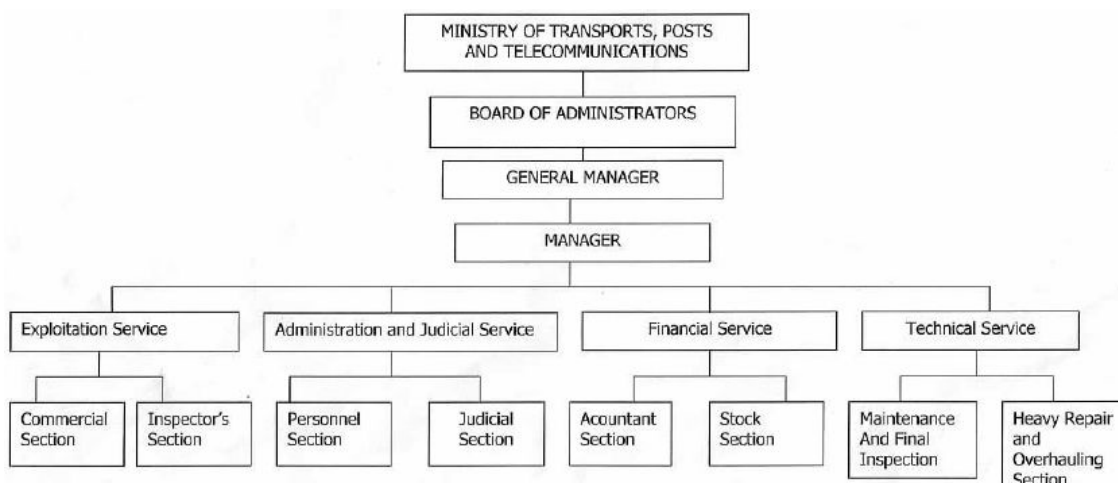 MINISTRY OF TRANSPORTS, POSTS
AND TELECOMMUNICATIONS
BOARD OF ADMINISTRATORS
GENERAL MANAGER
MANAGER
Exploitation Service
Administration and Judicial Service
Financial Service
Technical Service
Commercial
Section
Inspector's
Section
Personnel
Section
Judicial
Section
Acountant
Section
Stock
Section
Maintenance
And Final
Inspection
Heavy Repair
and
Overhauling
Section